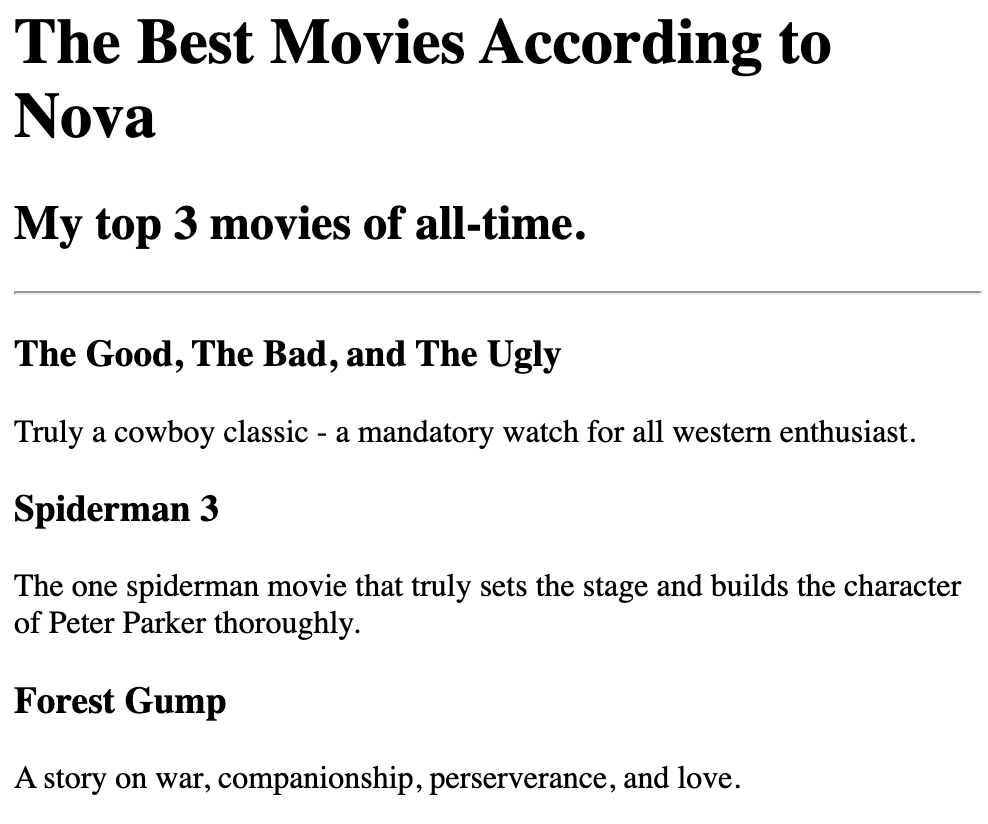 The Best Movies According to
Nova
My top 3 movies of all-time.
The Good, The Bad, and The Ugly
Truly a cowboy classic - a mandatory watch for all western enthusiast.
Spiderman 3
The one spiderman movie that truly sets the stage and builds the character
of Peter Parker thoroughly.
Forest Gump
A story on war, companionship, perserverance, and love.